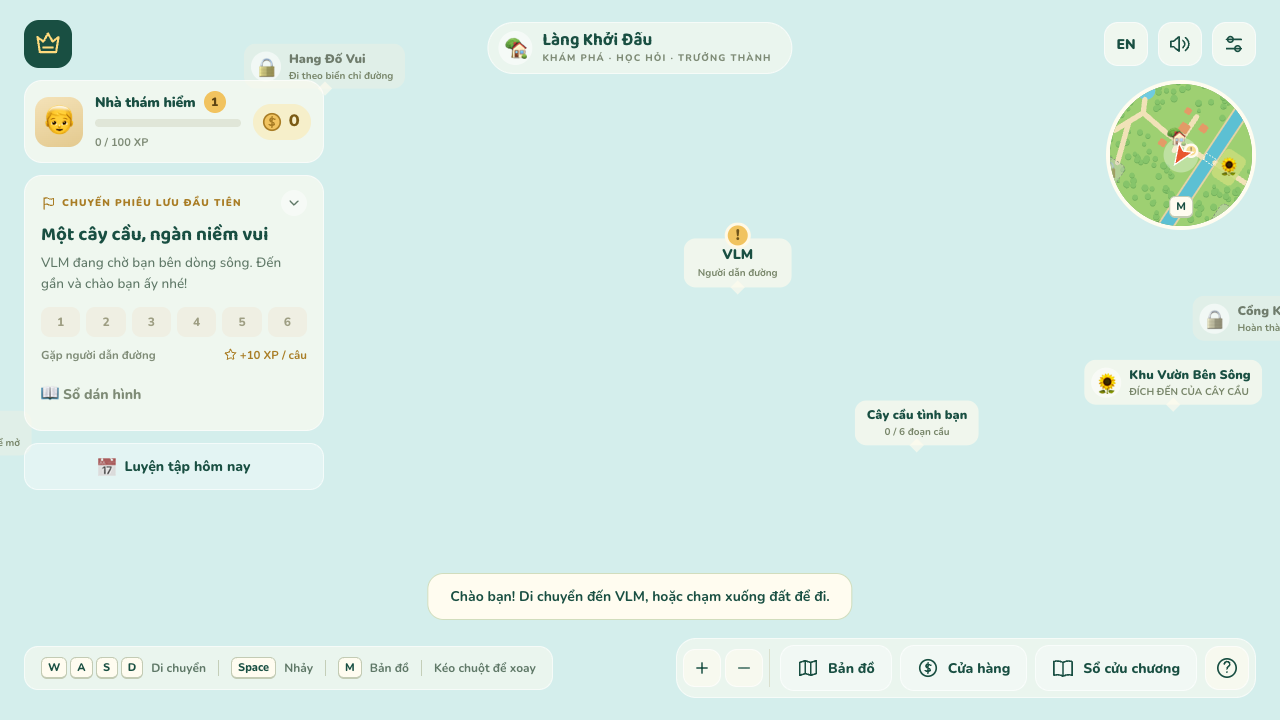 Làng Khởi Đầu
KHÁM PHÁ · HỌC HỎI · TRƯỞNG THÀNH
EN
Hang Đố Vui
Đi theo biển chỉ đường
Nhà thám hiểm 1
0 / 100 XP
0
CHUYẾN PHIÊU LƯU ĐẦU TIÊN
Một cây cầu, ngàn niềm vui
VLM đang chờ bạn bên dòng sông. Đến
gần và chào bạn ấy nhé!
1 2 3 4 5 6
Gặp người dẫn đường
+10 XP / câu
Sổ dán hình
mở
Luyện tập hôm nay
M
!
VLM
Người dẫn đường
Cổng K
Hoàn thà
Khu Vườn Bên Sông
ĐÍCH ĐẾN CỦA CÂY CẦU
Cây cầu tình bạn
0 / 6 đoạn cầu
Chào bạn! Di chuyển đến VLM, hoặc chạm xuống đất để đi.
W A S D Di chuyển Space Nhảy M Bản đồ Kéo chuột để xoay
+ − Bản đồ Cửa hàng Sổ cửu chương ?